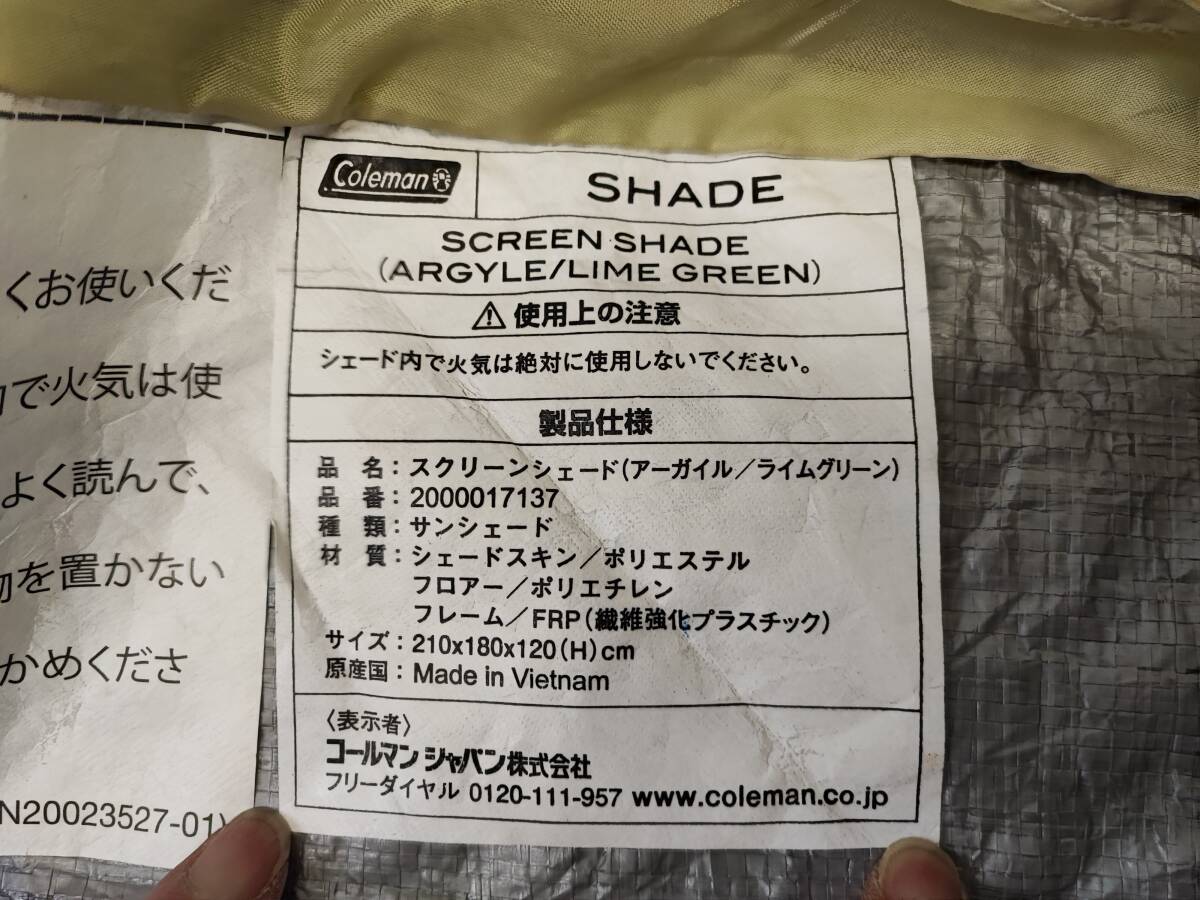 くお使いくだ
で火気は使
よく読んで、
を置かない
かめくださ
N20023527-01)
Coleman
SHADE
SCREEN SHADE
(ARGYLE/LIME GREEN)
⚠ 使用上の注意
シェード内で火気は絶対に使用しないでください。
製品仕様
品 名：スクリーンシェード(アーガイル／ライムグリーン)
品 番：2000017137
種 類：サンシェード
材 質：シェードスキン／ポリエステル
フロアー／ポリエチレン
フレーム／FRP(繊維強化プラスチック)
サイズ：210x180x120(H)cm
原産国：Made in Vietnam
〈表示者〉
コールマン ジャパン株式会社
フリーダイヤル 0120-111-957 www.coleman.co.jp